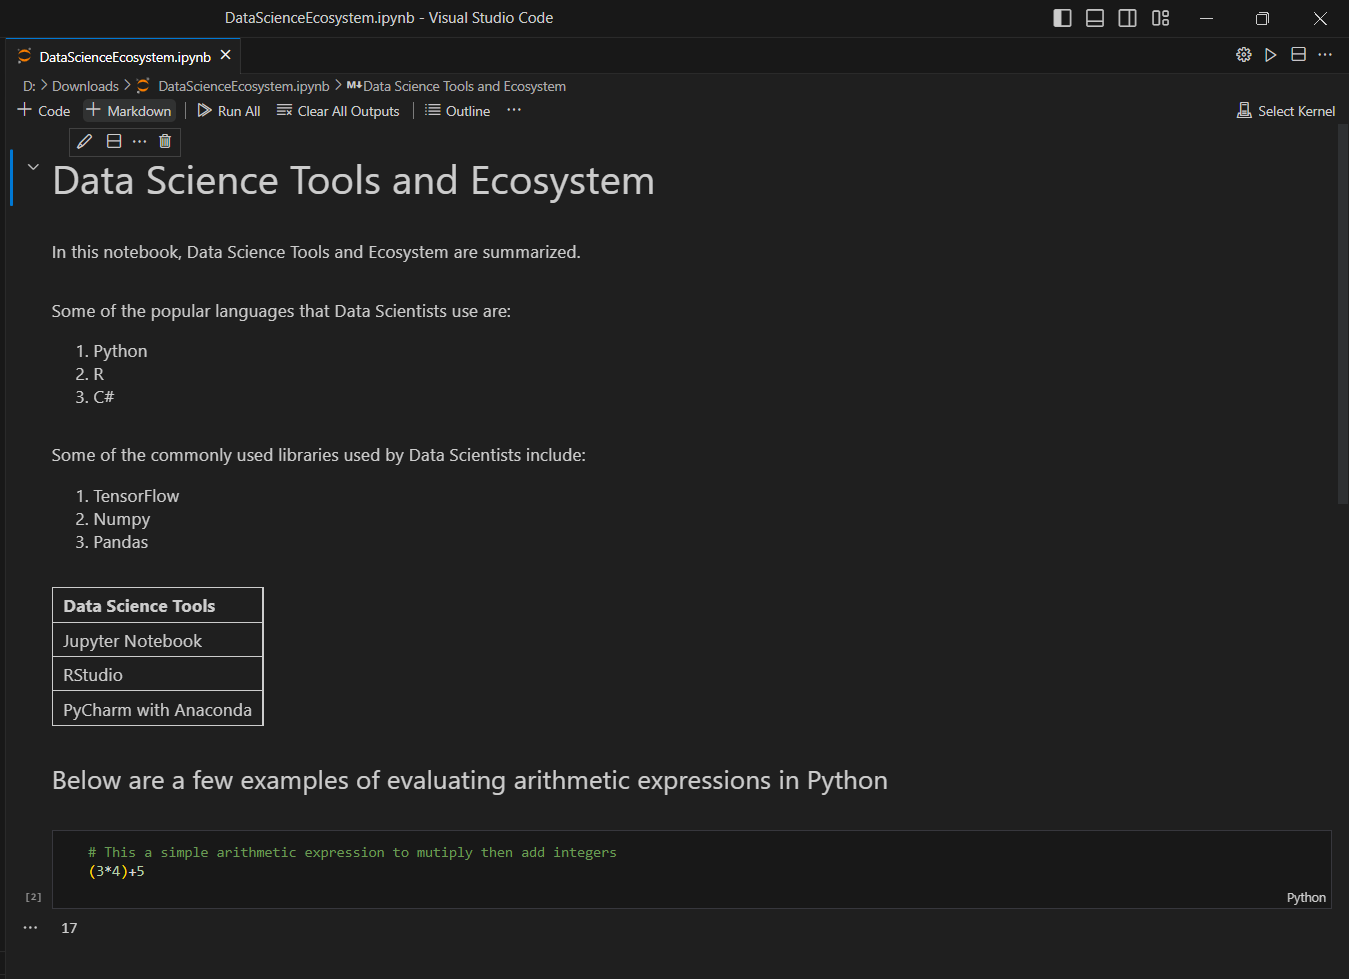 DataScienceEcosystem.ipynb - Visual Studio Code
DataScienceEcosystem.ipynb
D: > Downloads > DataScienceEcosystem.ipynb > M↓Data Science Tools and Ecosystem
+ Code + Markdown | Run All Clear All Outputs | Outline ... Select Kernel
Data Science Tools and Ecosystem
In this notebook, Data Science Tools and Ecosystem are summarized.
Some of the popular languages that Data Scientists use are:
1. Python
2. R
3. C#
Some of the commonly used libraries used by Data Scientists include:
1. TensorFlow
2. Numpy
3. Pandas
Data Science Tools
Jupyter Notebook
RStudio
PyCharm with Anaconda
Below are a few examples of evaluating arithmetic expressions in Python
# This a simple arithmetic expression to mutiply then add integers
(3*4)+5
[2] Python
... 17